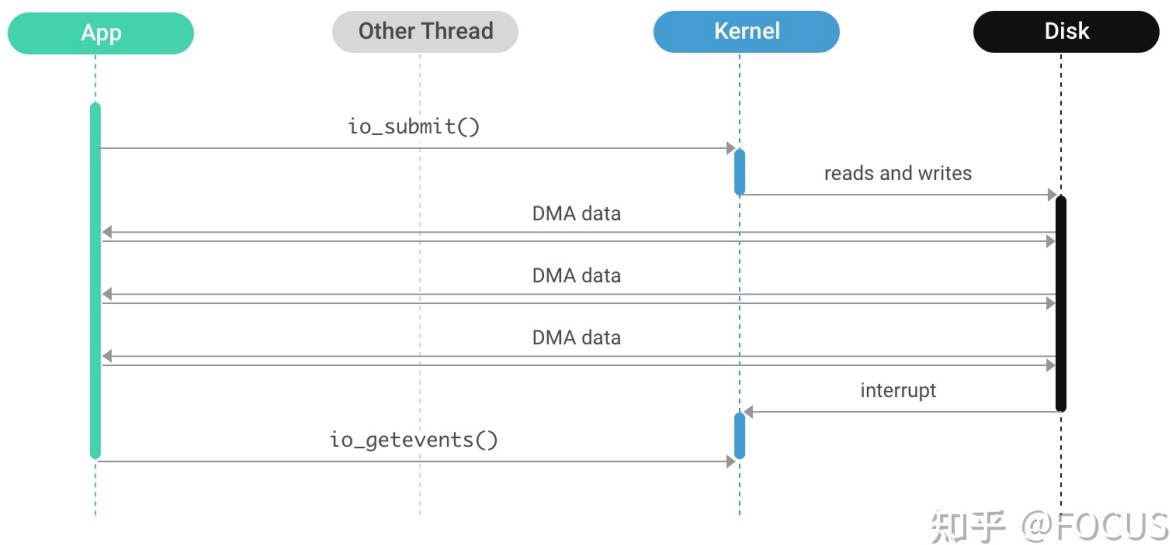 App
Other Thread
Kernel
Disk
io_submit()
reads and writes
DMA data
DMA data
DMA data
interrupt
io_getevents()
知乎 @FOCUS